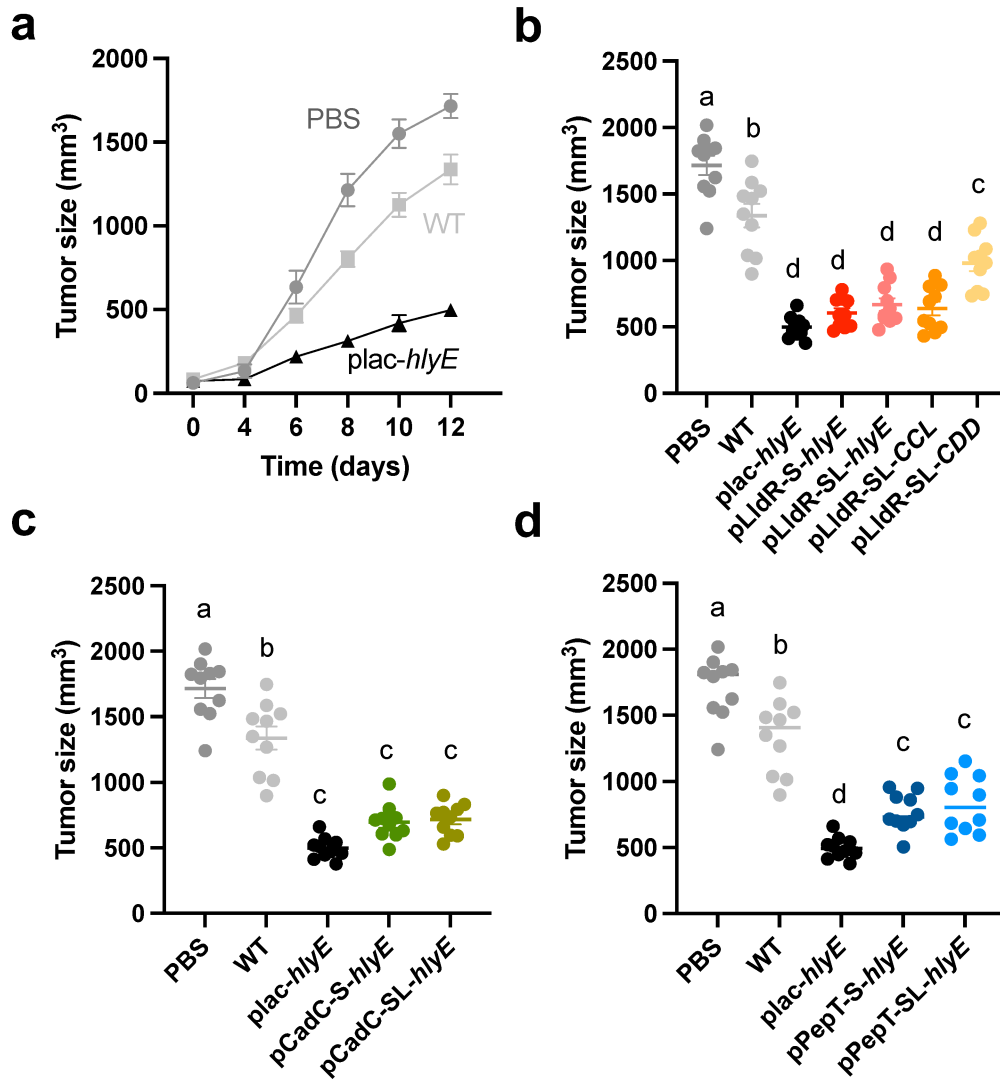 a
Tumor size (mm³)
2000
1500
1000
500
0
PBS
WT
plac-hlyE
0 4 6 8 10 12
Time (days)
b
Tumor size (mm³)
2500
2000
1500
1000
500
0
a
b
d
d
d
d
c
PBS
WT
plac-hlyE
pLldR-S-hlyE
pLldR-SL-hlyE
pLldR-SL-CCL
pLldR-SL-CDD
c
Tumor size (mm³)
2500
2000
1500
1000
500
0
a
b
c
c
c
PBS
WT
plac-hlyE
pCadC-S-hlyE
pCadC-SL-hlyE
d
Tumor size (mm³)
2500
2000
1500
1000
500
0
a
b
d
c
c
PBS
WT
plac-hlyE
pPepT-S-hlyE
pPepT-SL-hlyE